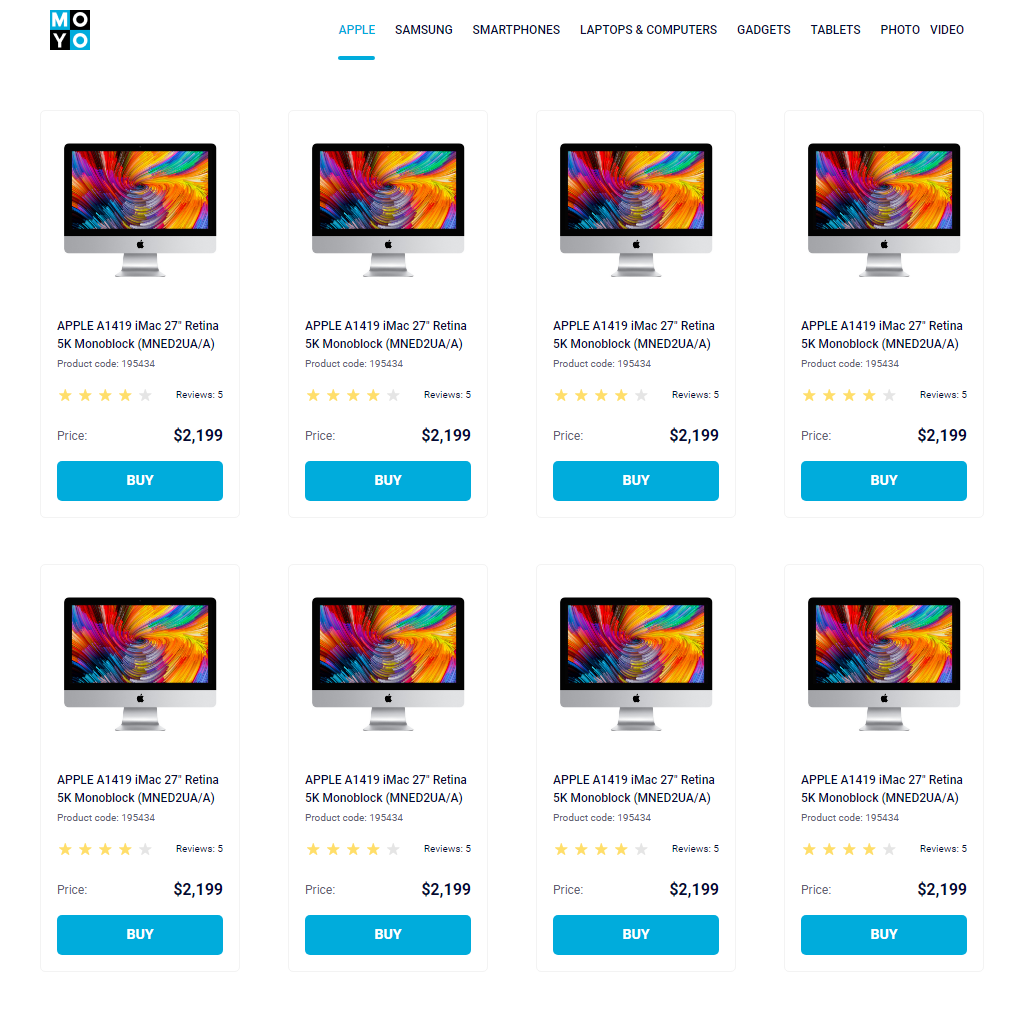 MO
YO
APPLE SAMSUNG SMARTPHONES LAPTOPS & COMPUTERS GADGETS TABLETS PHOTO VIDEO
APPLE A1419 iMac 27" Retina
5K Monoblock (MNED2UA/A)
Product code: 195434
Reviews: 5
Price: $2,199
BUY
APPLE A1419 iMac 27" Retina
5K Monoblock (MNED2UA/A)
Product code: 195434
Reviews: 5
Price: $2,199
BUY
APPLE A1419 iMac 27" Retina
5K Monoblock (MNED2UA/A)
Product code: 195434
Reviews: 5
Price: $2,199
BUY
APPLE A1419 iMac 27" Retina
5K Monoblock (MNED2UA/A)
Product code: 195434
Reviews: 5
Price: $2,199
BUY
APPLE A1419 iMac 27" Retina
5K Monoblock (MNED2UA/A)
Product code: 195434
Reviews: 5
Price: $2,199
BUY
APPLE A1419 iMac 27" Retina
5K Monoblock (MNED2UA/A)
Product code: 195434
Reviews: 5
Price: $2,199
BUY
APPLE A1419 iMac 27" Retina
5K Monoblock (MNED2UA/A)
Product code: 195434
Reviews: 5
Price: $2,199
BUY
APPLE A1419 iMac 27" Retina
5K Monoblock (MNED2UA/A)
Product code: 195434
Reviews: 5
Price: $2,199
BUY